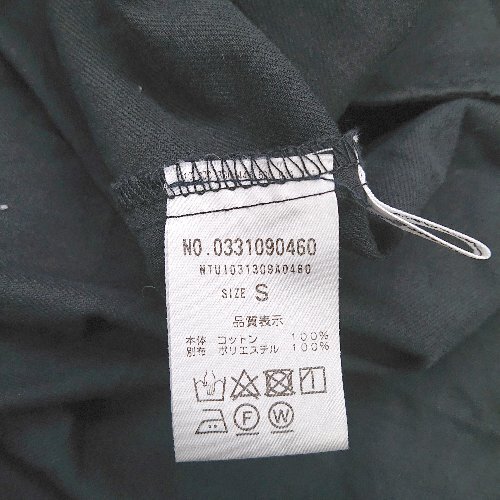 NO.0331090460
NTU1031309A0460
SIZE S
品質表示
本体 コットン 100%
別布 ポリエステル 100%
F W